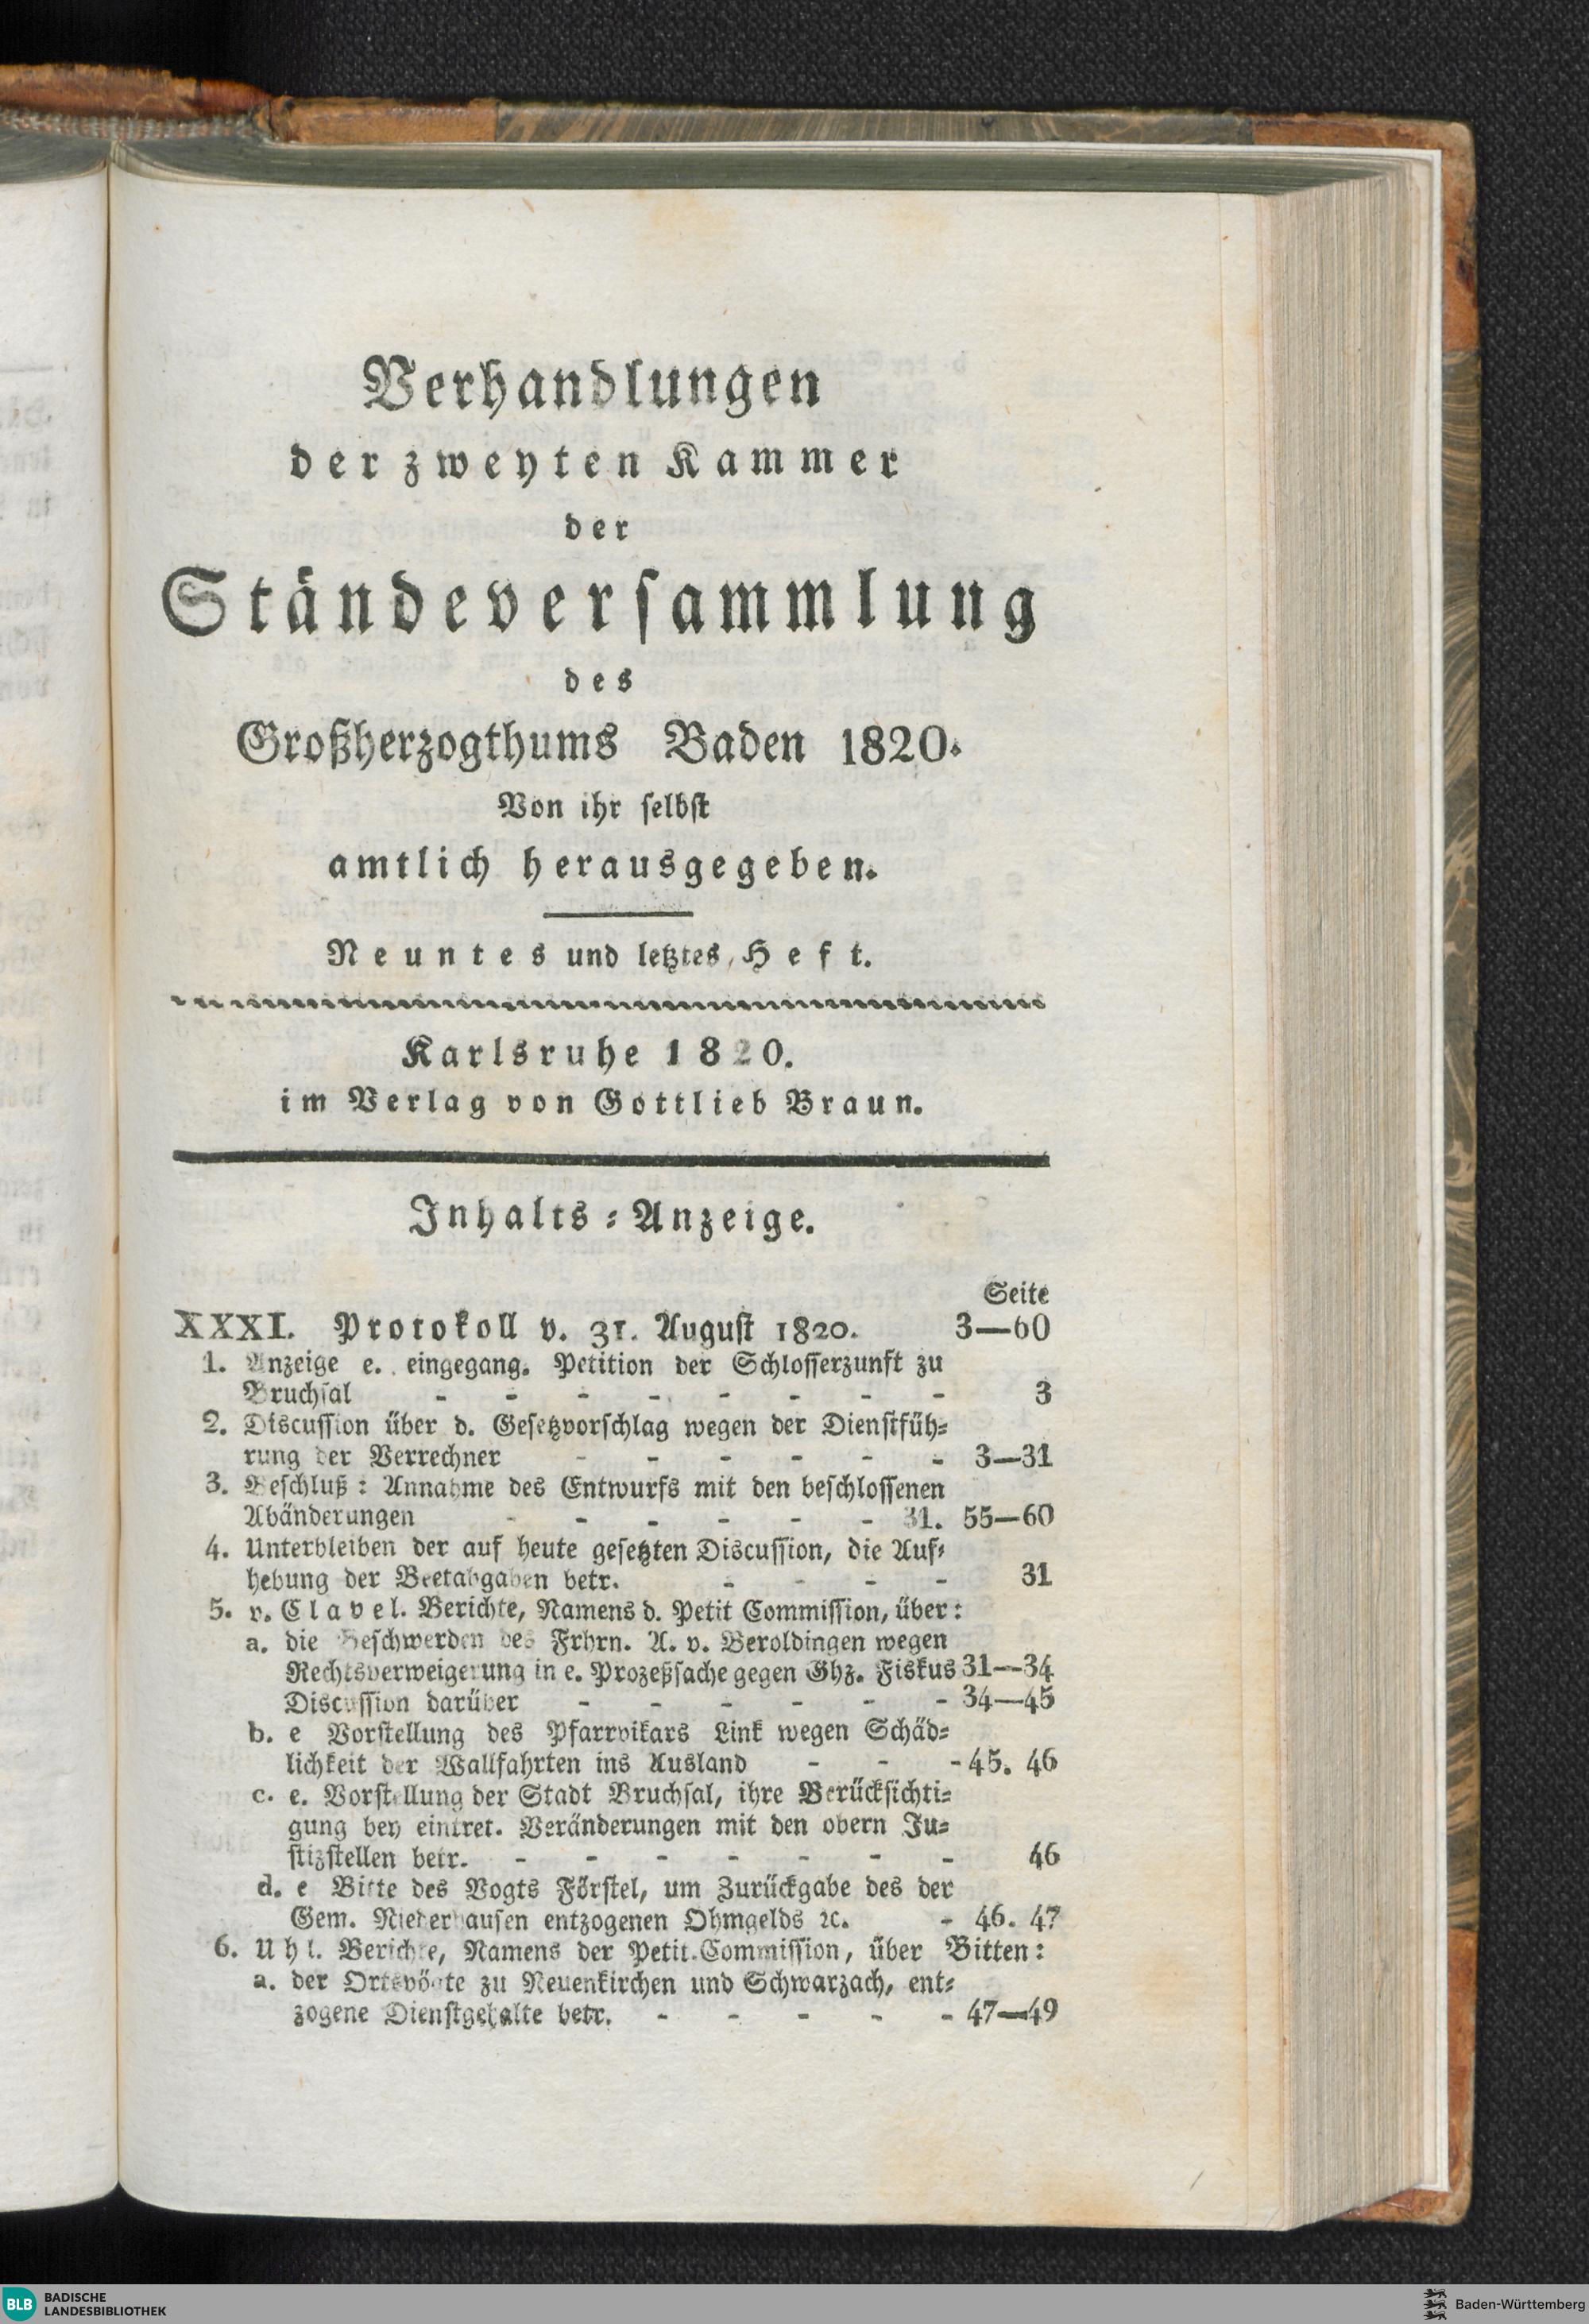 Verhandlungen
der zweyten Kammer
der
Ständeversammlung
des
Großherzogthums Baden 1820.
Von ihr selbst
amtlich herausgegeben.
Neuntes und letztes Heft.
Karlsruhe 1820.
im Verlag von Gottlieb Braun.
Inhalts-Anzeige.
Seite
XXXI. Protokoll v. 31. August 1820. 3—60
1. Anzeige e. eingegang. Petition der Schlosserzunft zu
Bruchsal - - - - - - - - 3
2. Discussion über d. Gesetzvorschlag wegen der Dienstfüh-
rung der Verrechner - - - - - - 3—31
3. Beschluß: Annahme des Entwurfs mit den beschlossenen
Abänderungen - - - - - - 31. 55—60
4. Unterbleiben der auf heute gesetzten Discussion, die Auf-
hebung der Beetabgaben betr. - - - - 31
5. v. Clavel. Berichte, Namens d. Petit Commission, über:
a. die Beschwerden des Frhrn. A. v. Beroldingen wegen
Rechtsverweigerung in e. Prozeßsache gegen Ghz. Fiskus 31—34
Discussion darüber - - - - - - 34—45
b. e Vorstellung des Pfarrvikars Link wegen Schäd-
lichkeit der Wallfahrten ins Ausland - - - 45. 46
c. e. Vorstellung der Stadt Bruchsal, ihre Berücksichti-
gung bey eintret. Veränderungen mit den obern Ju-
stizstellen betr. - - - - - - - 46
d. e Bitte des Vogts Förstel, um Zurückgabe des der
Gem. Niederhausen entzogenen Ohmgelds ꝛc. - 46. 47
6. Uhl. Berichte, Namens der Petit.Commission, über Bitten:
a. der Ortsvögte zu Neuenkirchen und Schwarzach, ent-
zogene Dienstgehalte betr. - - - - - 47—49
BLB BADISCHE
LANDESBIBLIOTHEK
Baden-Württemberg